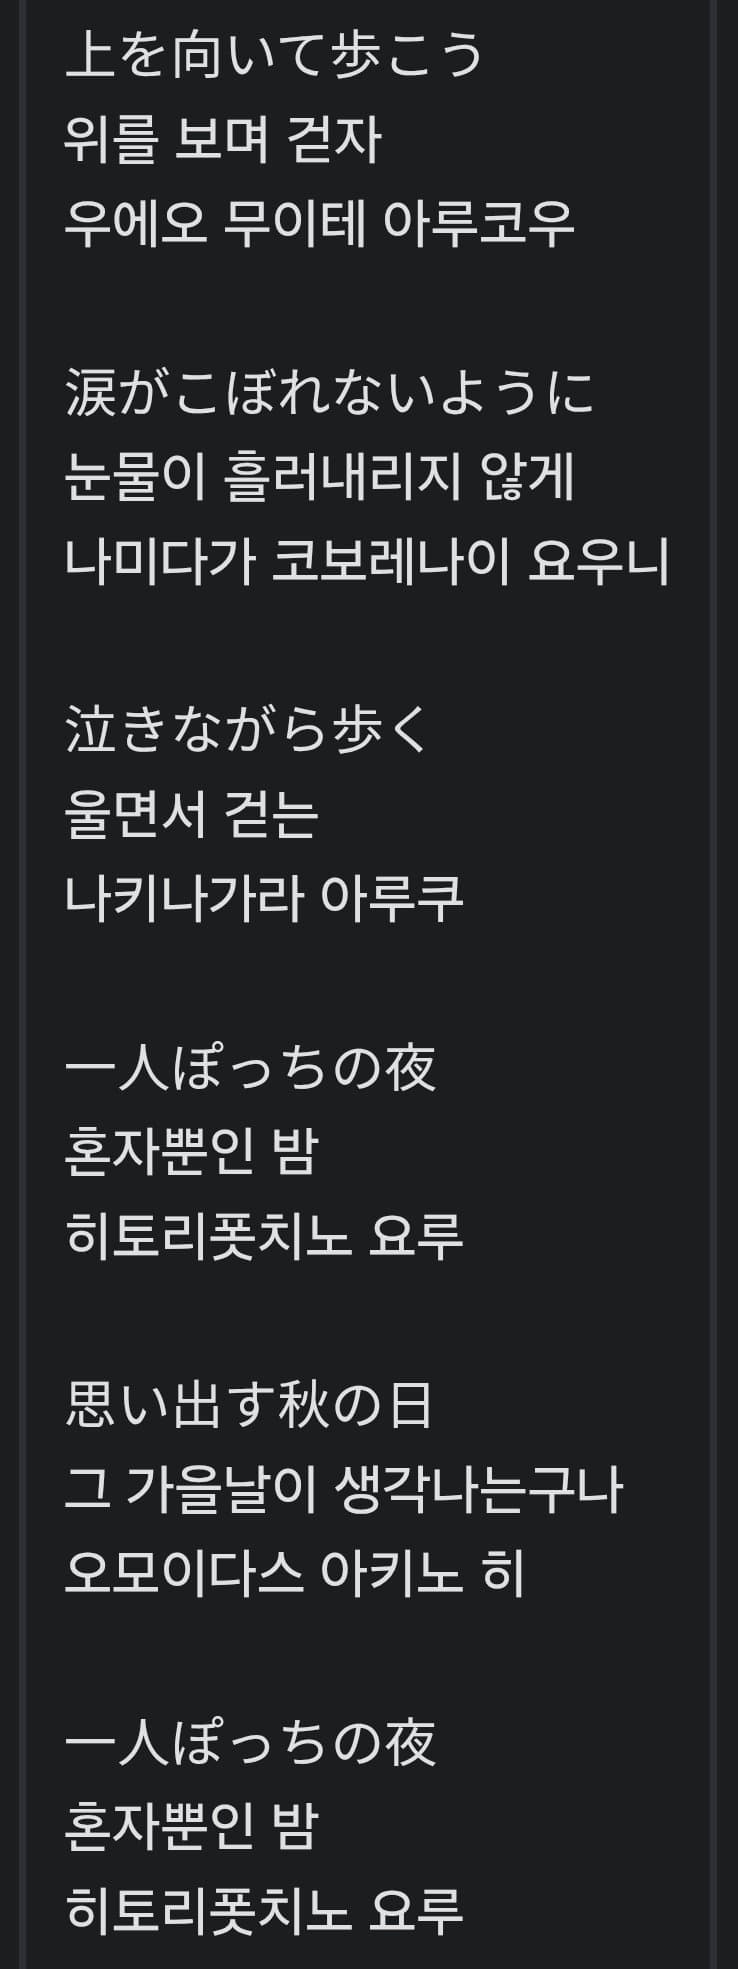 上を向いて歩こう
위를 보며 걷자
우에오 무이테 아루코우
涙がこぼれないように
눈물이 흘러내리지 않게
나미다가 코보레나이 요우니
泣きながら歩く
울면서 걷는
나키나가라 아루쿠
一人ぽっちの夜
혼자뿐인 밤
히토리폿치노 요루
思い出す秋の日
그 가을날이 생각나는구나
오모이다스 아키노 히
一人ぽっちの夜
혼자뿐인 밤
히토리폿치노 요루